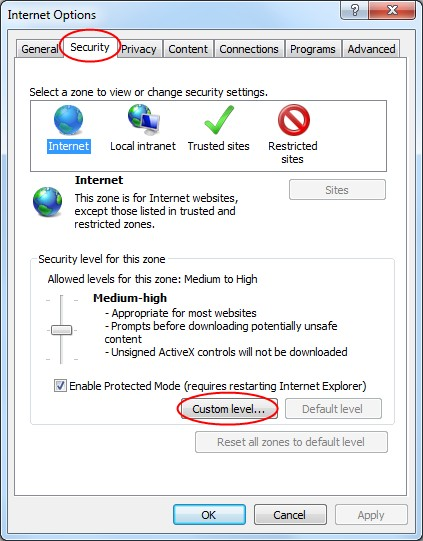 Internet Options
?
General Security Privacy Content Connections Programs Advanced
Select a zone to view or change security settings.
Internet Local intranet Trusted sites Restricted
sites
Internet
Sites
This zone is for Internet websites,
except those listed in trusted and
restricted zones.
Security level for this zone
Allowed levels for this zone: Medium to High
Medium-high
- Appropriate for most websites
- Prompts before downloading potentially unsafe
content
- Unsigned ActiveX controls will not be downloaded
Enable Protected Mode (requires restarting Internet Explorer)
Custom level... Default level
Reset all zones to default level
OK Cancel Apply